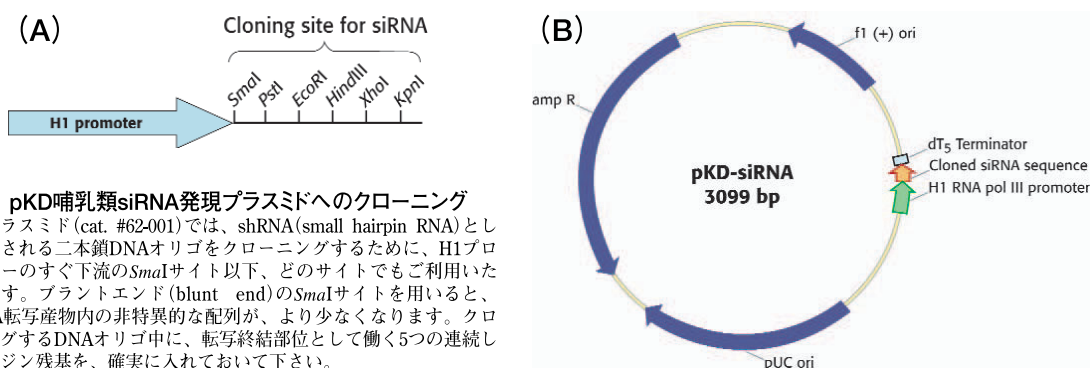 (A)
Cloning site for siRNA
SmaI PstI EcoRI HindIII XhoI KpnI
H1 promoter
pKD哺乳類siRNA発現プラスミドへのクローニング
ラスミド(cat. #62-001)では、shRNA(small hairpin RNA)とし
される二本鎖DNAオリゴをクローニングするために、H1プロ
ーのすぐ下流のSmaIサイト以下、どのサイトでもご利用いた
す。ブラントエンド(blunt end)のSmaIサイトを用いると、
転写産物内の非特異的な配列が、より少なくなります。クロ
グするDNAオリゴ中に、転写終結部位として働く5つの連続し
ジン残基を、確実に入れておいて下さい。
(B)
f1 (+) ori
amp R
dT5 Terminator
Cloned siRNA sequence
H1 RNA pol III promoter
pKD-siRNA
3099 bp
pUC ori